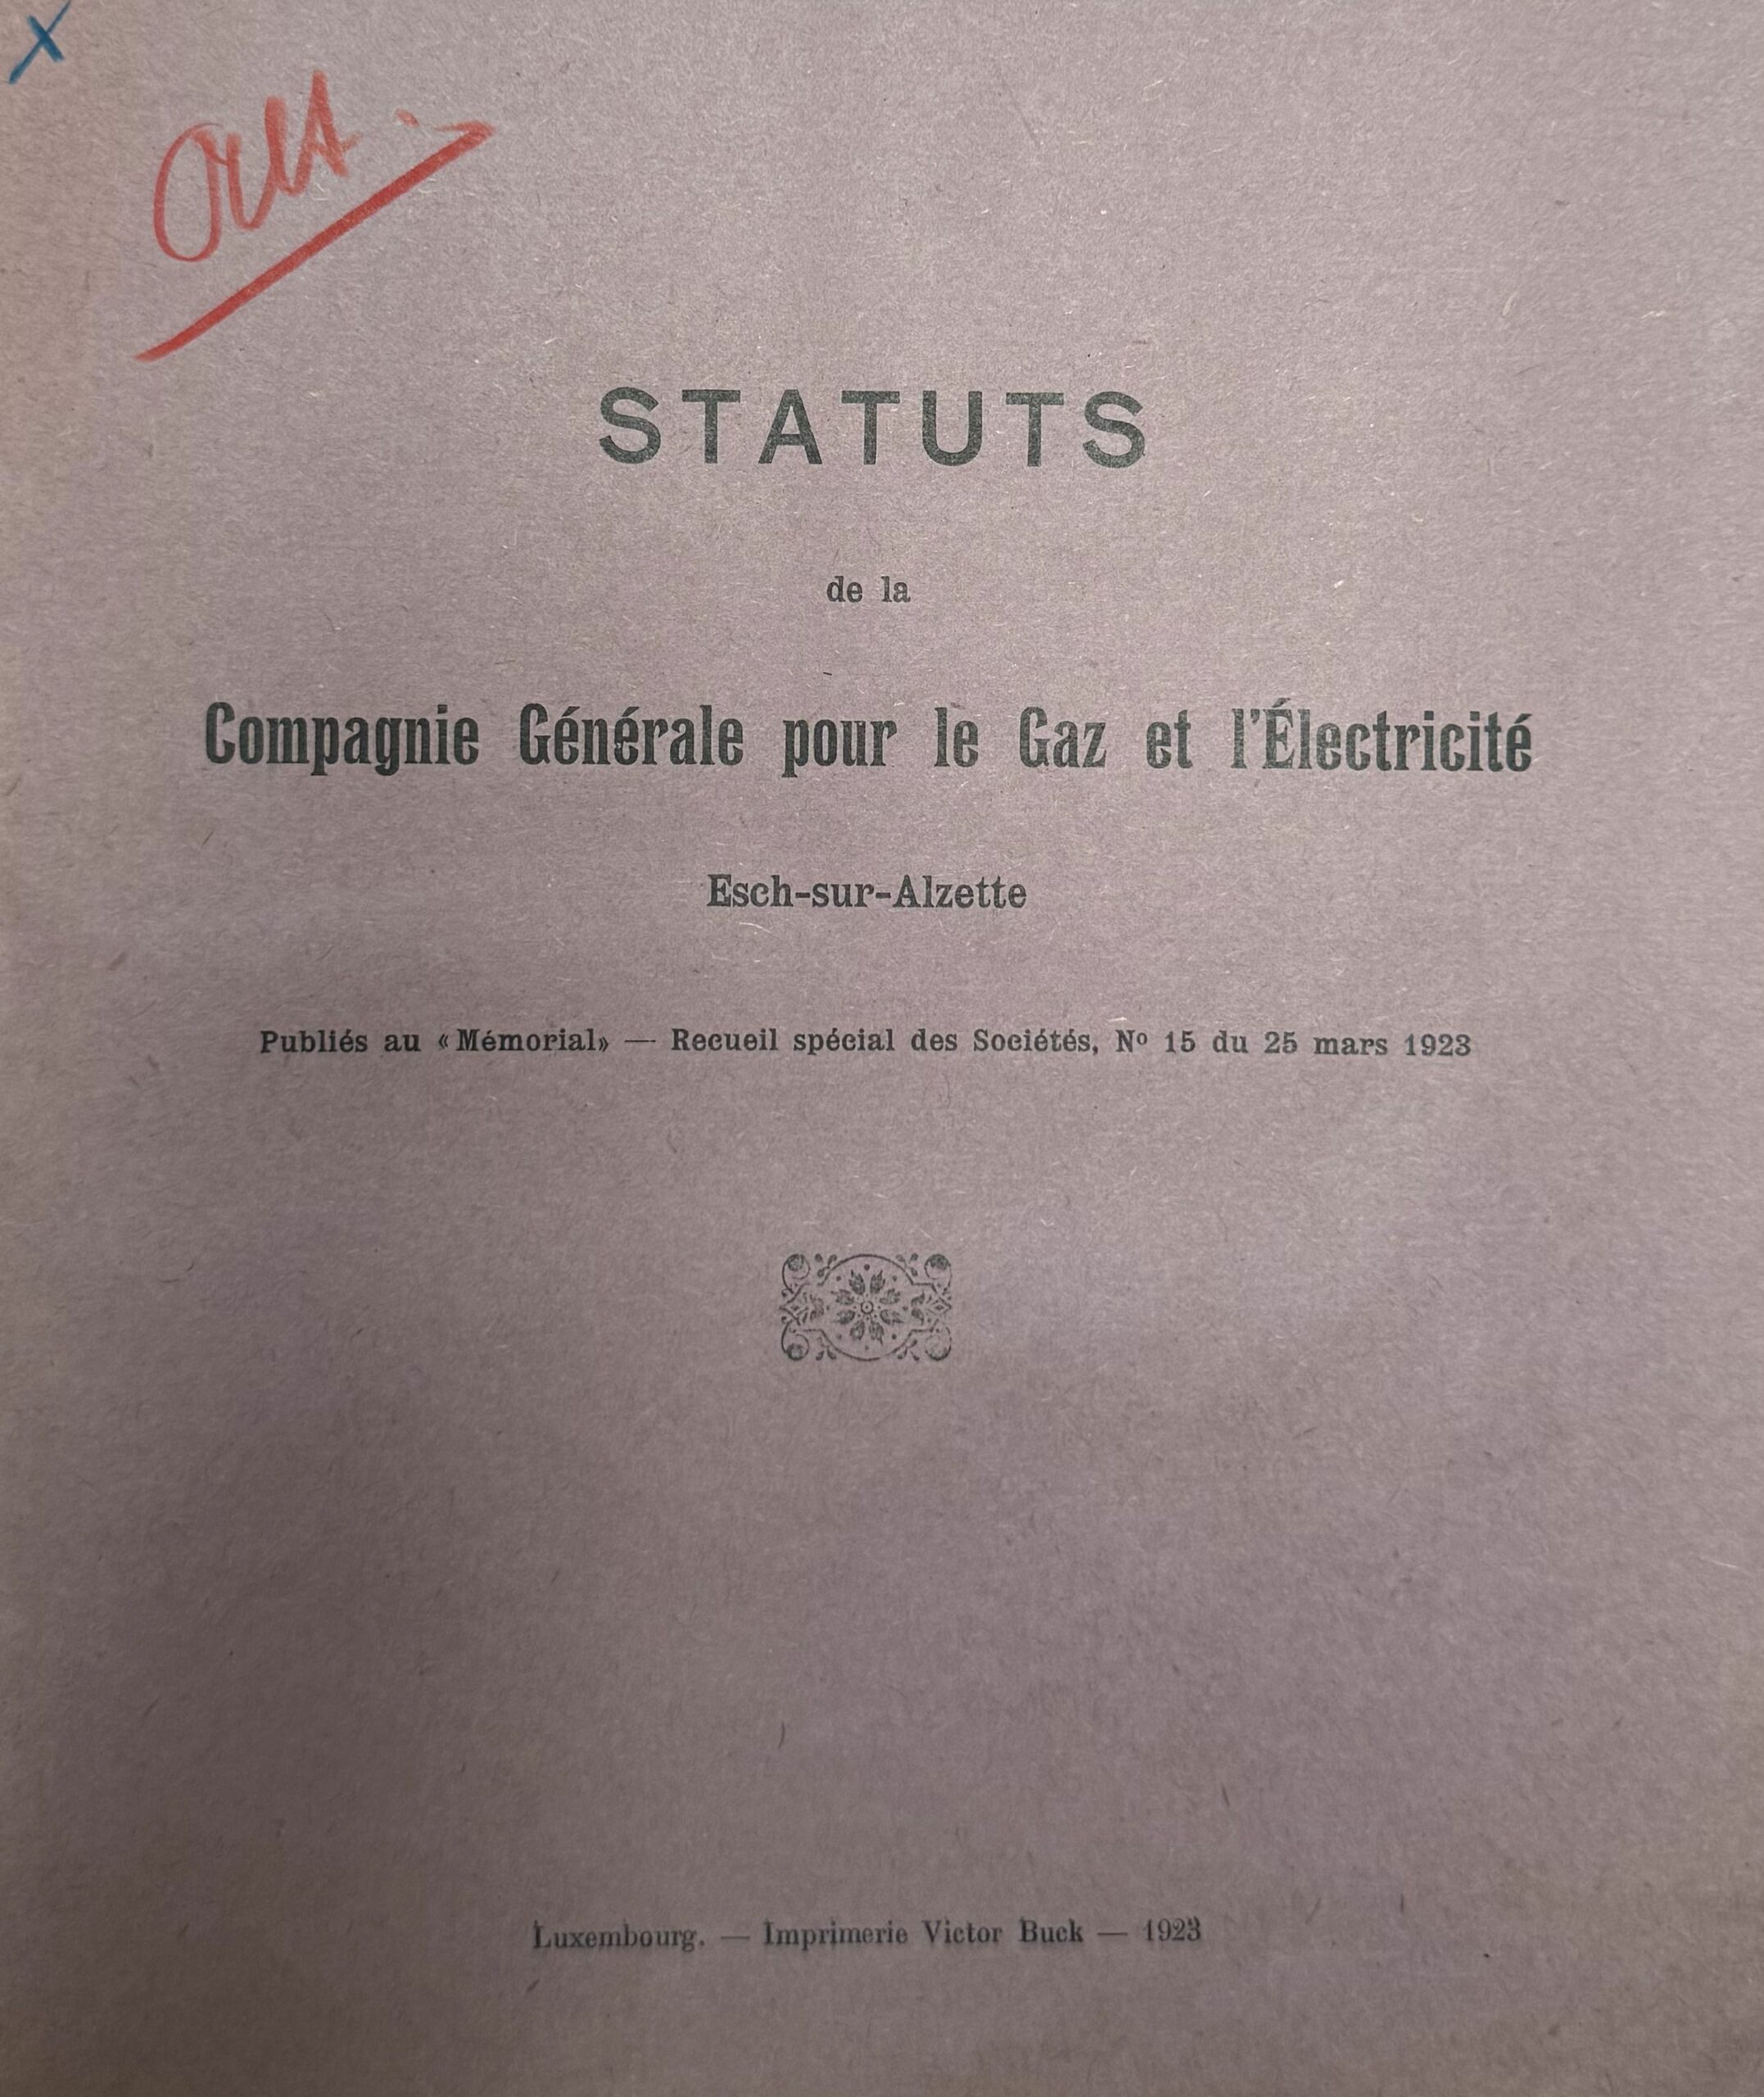 x
STATUTS
de la
Compagnie Générale pour le Gaz et l'Électricité
Esch-sur-Alzette
Publiés au «Mémorial» — Recueil spécial des Sociétés, Nº 15 du 25 mars 1923
Luxembourg. — Imprimerie Victor Buck — 1923